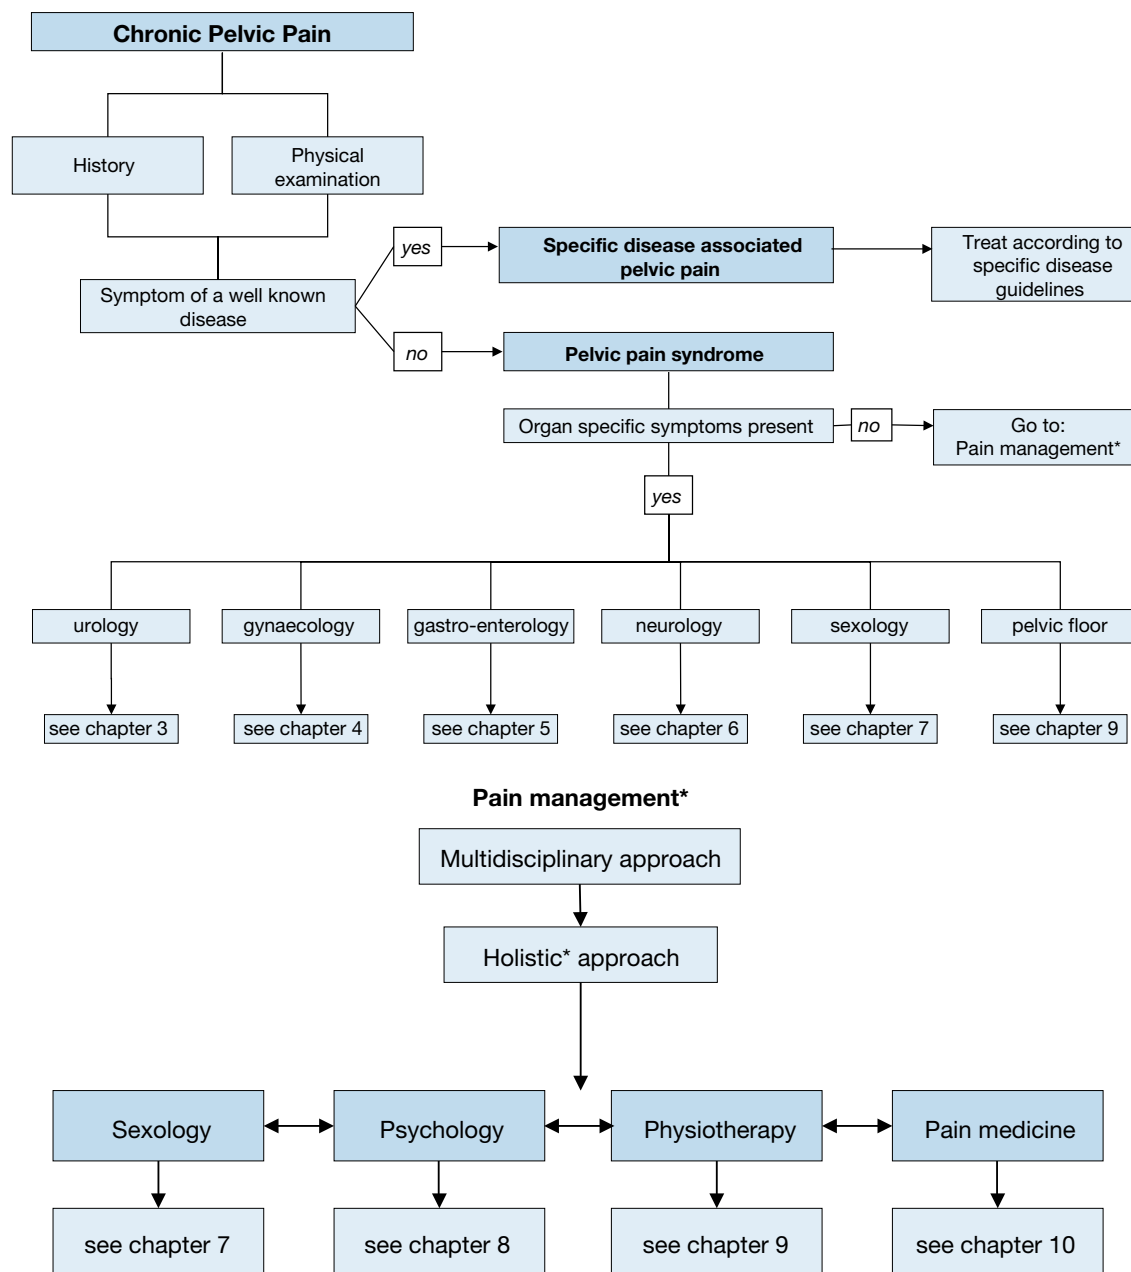 Chronic Pelvic Pain
History
Physical
examination
Symptom of a well known
disease
yes
Specific disease associated
pelvic pain
Treat according to
specific disease
guidelines
no
Pelvic pain syndrome
Organ specific symptoms present
no
Go to:
Pain management*
yes
urology
gynaecology
gastro-enterology
neurology
sexology
pelvic floor
see chapter 3
see chapter 4
see chapter 5
see chapter 6
see chapter 7
see chapter 9
Pain management*
Multidisciplinary approach
Holistic* approach
Sexology
Psychology
Physiotherapy
Pain medicine
see chapter 7
see chapter 8
see chapter 9
see chapter 10